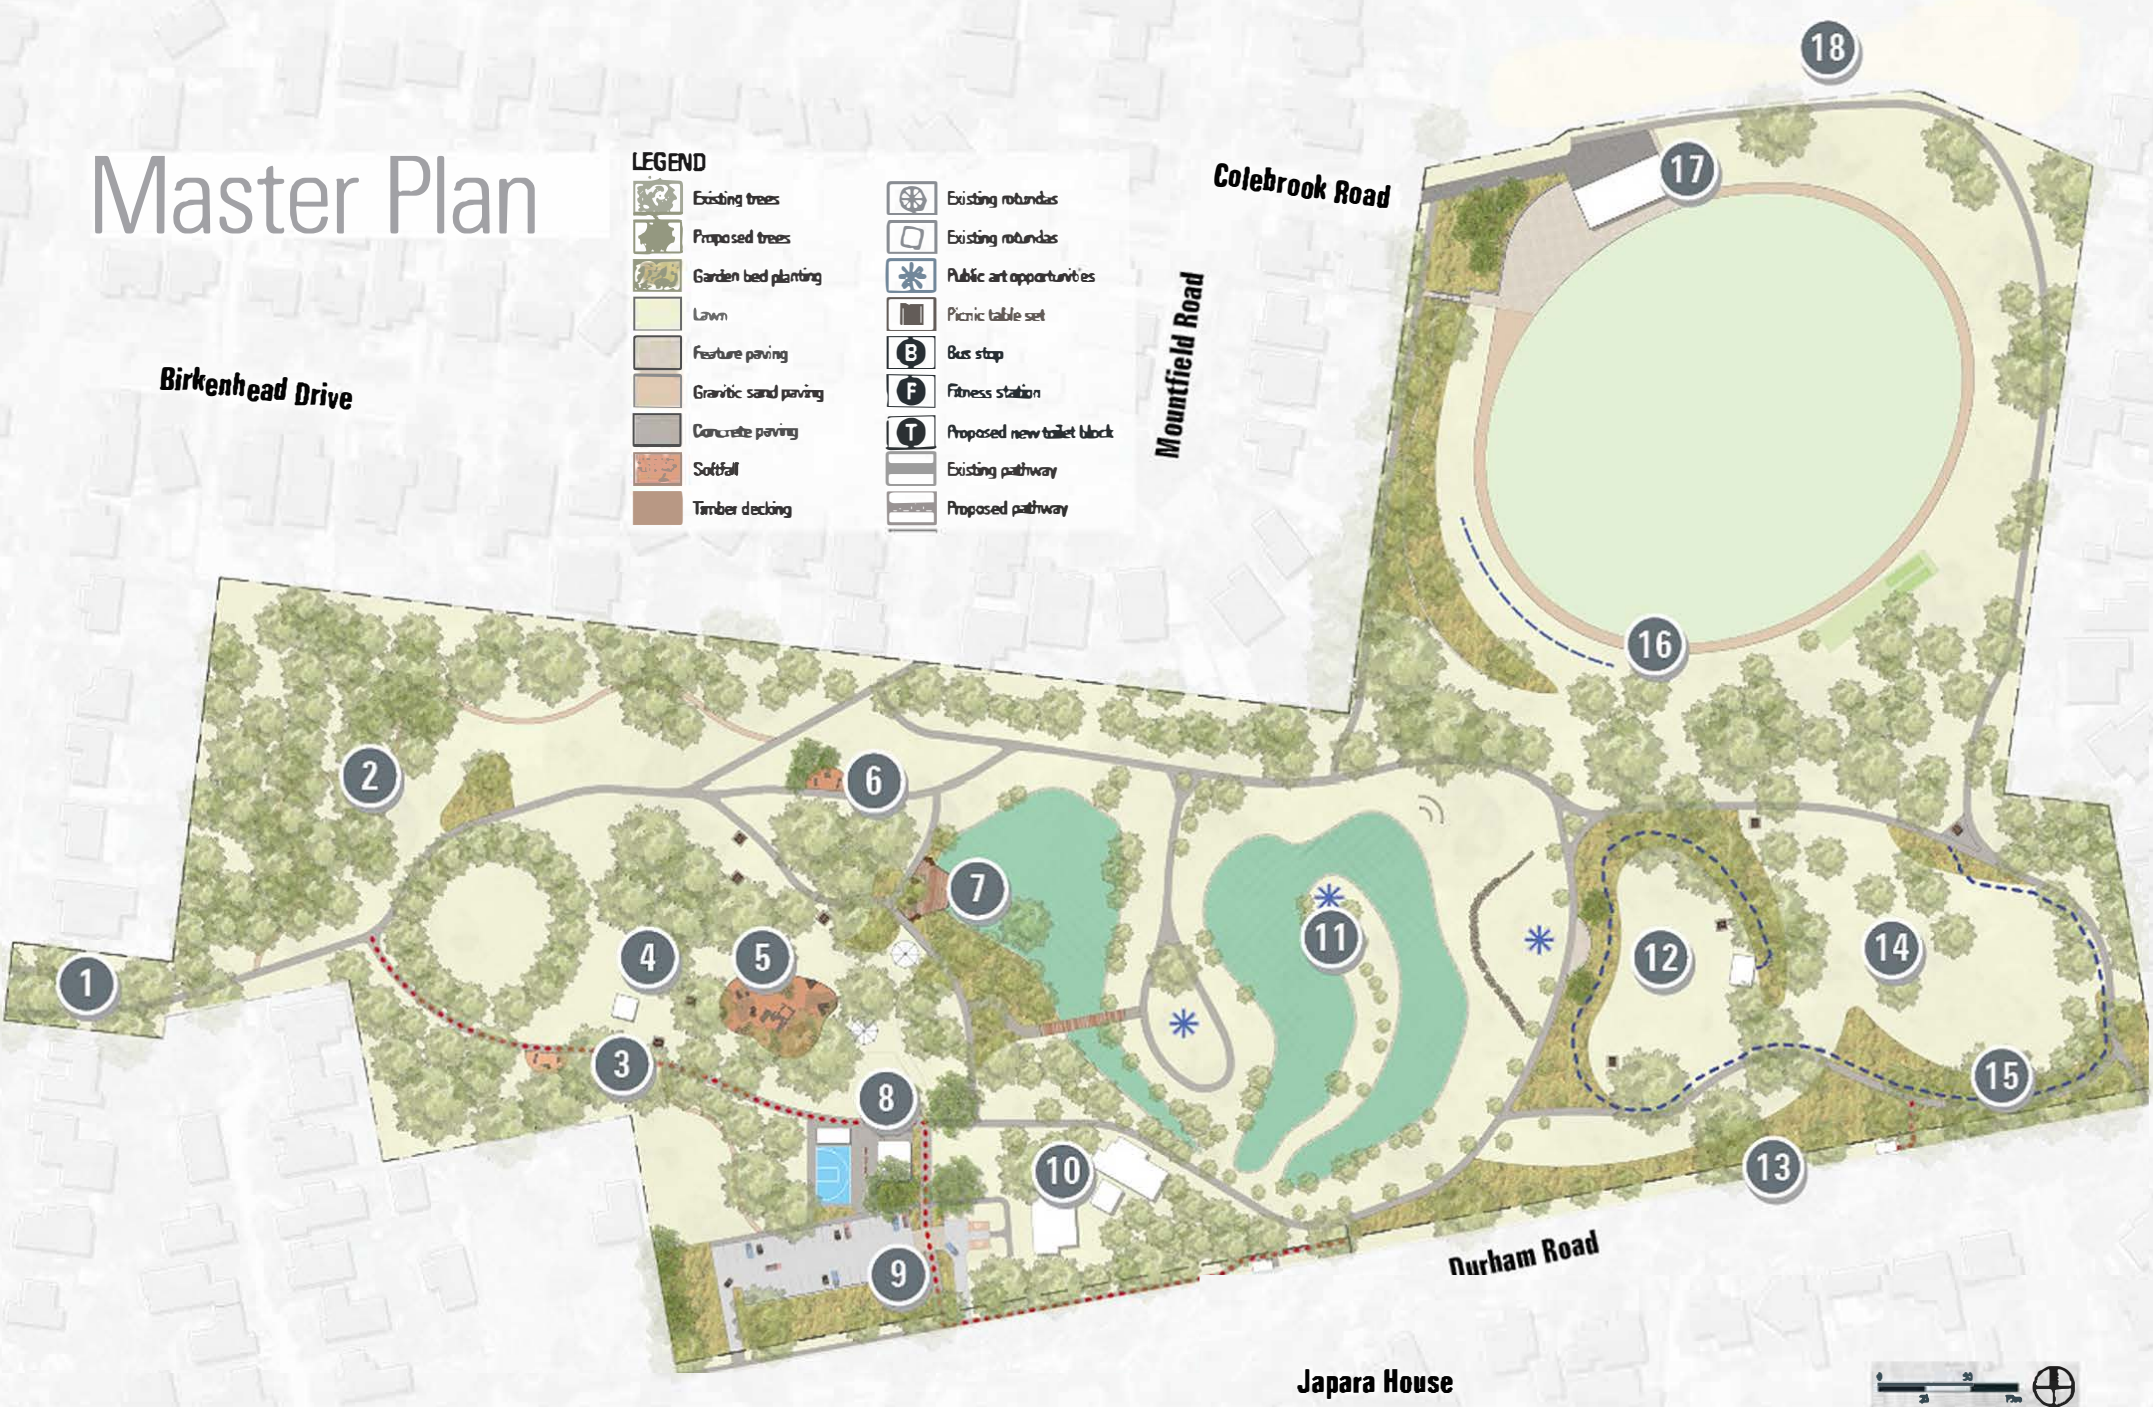 Master Plan
LEGEND
Existing trees
Proposed trees
Garden bed planting
Lawn
Feature paving
Granitic sand paving
Concrete paving
Softfall
Timber decking
Existing rotundas
Existing rotundas
Public art opportunities
Picnic table set
B Bus stop
F Fitness station
T Proposed new toilet block
Existing pathway
Proposed pathway
Birkenhead Drive
Colebrook Road
Mountfield Road
18
17
16
2
6
7
1
4
5
11
12
14
3
8
15
10
13
9
Durham Road
Japara House
0
25
50